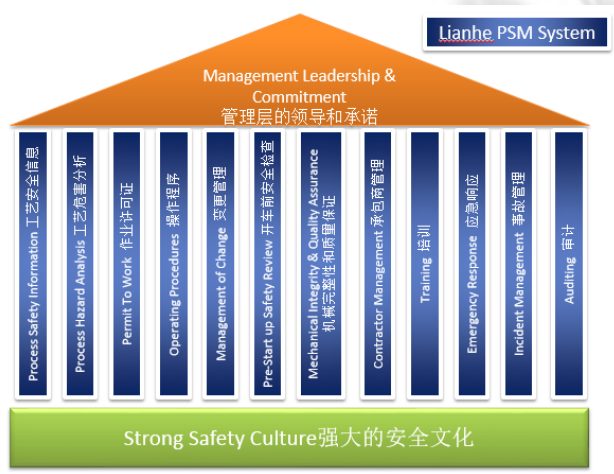 Lianhe PSM System
Management Leadership &
Commitment
管理层的领导和承诺
Process Safety Information 工艺安全信息
Process Hazard Analysis 工艺危害分析
Permit To Work 作业许可证
Operating Procedures 操作程序
Management of Change 变更管理
Pre-Start up Safety Review 开车前安全检查
Mechanical Integrity & Quality Assurance
机械完整性和质量保证
Contractor Management 承包商管理
Training 培训
Emergency Response 应急响应
Incident Management 事故管理
Auditing 审计
Strong Safety Culture强大的安全文化